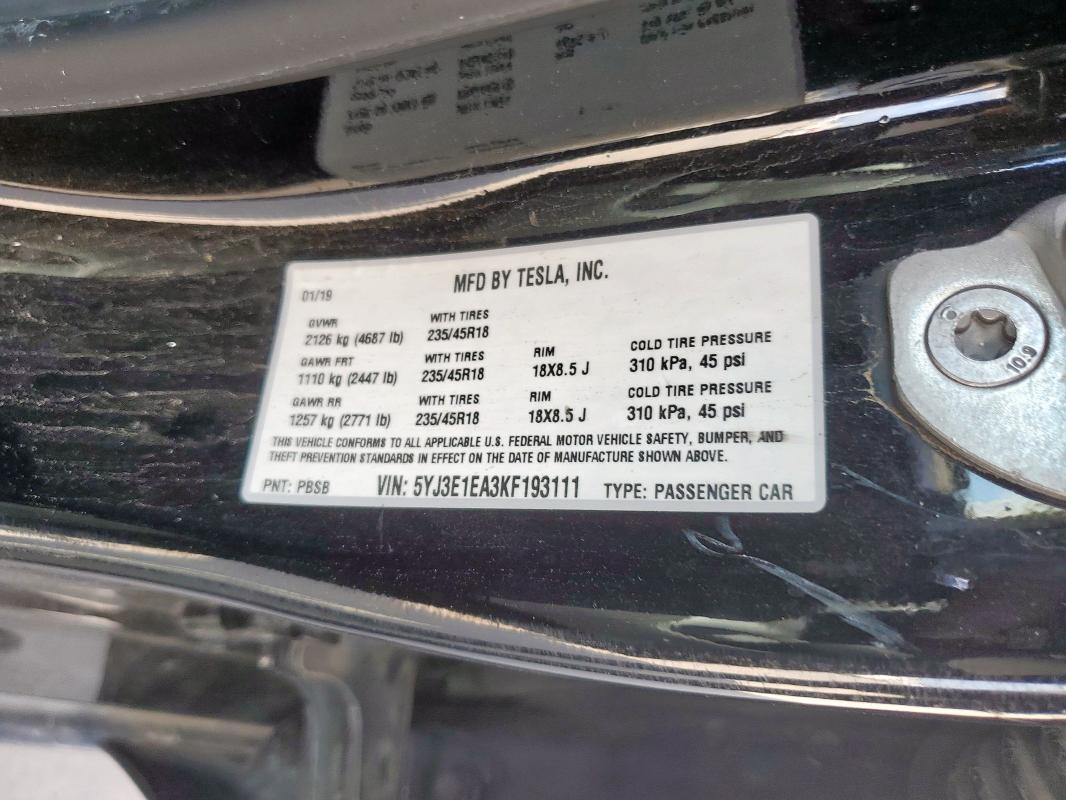 MFD BY TESLA, INC.
01/19
GVWR WITH TIRES
2126 kg (4687 lb) 235/45R18
GAWR FRT WITH TIRES RIM COLD TIRE PRESSURE
1110 kg (2447 lb) 235/45R18 18X8.5 J 310 kPa, 45 psi
GAWR RR WITH TIRES RIM COLD TIRE PRESSURE
1257 kg (2771 lb) 235/45R18 18X8.5 J 310 kPa, 45 psi
THIS VEHICLE CONFORMS TO ALL APPLICABLE U.S. FEDERAL MOTOR VEHICLE SAFETY, BUMPER, AND
THEFT PREVENTION STANDARDS IN EFFECT ON THE DATE OF MANUFACTURE SHOWN ABOVE.
PNT: PBSB VIN: 5YJ3E1EA3KF193111 TYPE: PASSENGER CAR
10.9